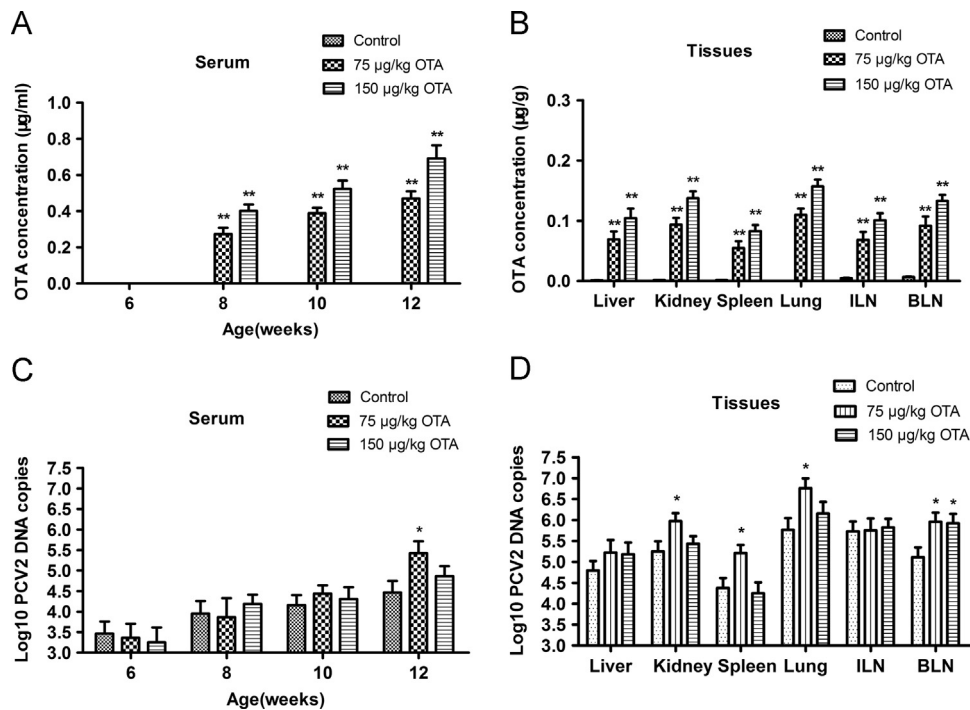 A
Serum
Control
75 µg/kg OTA
150 µg/kg OTA
OTA concentration (µg/ml)
1.0
0.8
0.6
0.4
0.2
0.0
** ** ** ** ** **
6 8 10 12
Age(weeks)
B
Tissues
Control
75 µg/kg OTA
150 µg/kg OTA
OTA concentration (µg/g)
0.3
0.2
0.1
0.0
** ** ** ** ** ** ** ** ** ** ** **
Liver Kidney Spleen Lung ILN BLN
C
Serum
Control
75 µg/kg OTA
150 µg/kg OTA
Log10 PCV2 DNA copies
7.5
7.0
6.5
6.0
5.5
5.0
4.5
4.0
3.5
3.0
*
6 8 10 12
Age(weeks)
D
Tissues
Control
75 µg/kg OTA
150 µg/kg OTA
Log10 PCV2 DNA copies
7.5
7.0
6.5
6.0
5.5
5.0
4.5
4.0
3.5
3.0
* * * * *
Liver Kidney Spleen Lung ILN BLN